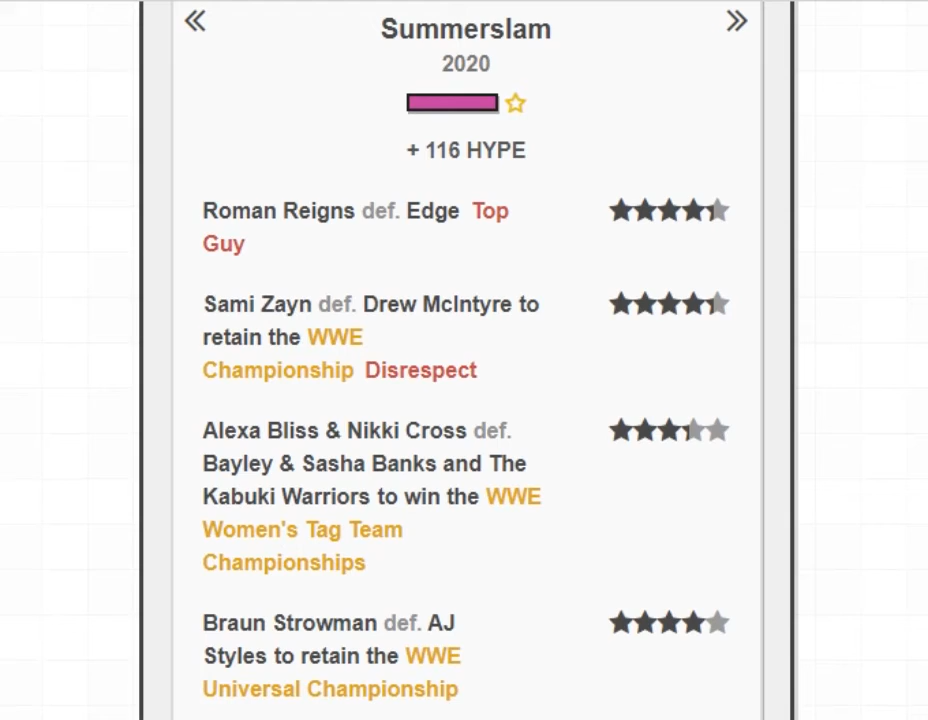 Summerslam
2020
+ 116 HYPE
Roman Reigns def. Edge Top
Guy
Sami Zayn def. Drew McIntyre to
retain the WWE
Championship Disrespect
Alexa Bliss & Nikki Cross def.
Bayley & Sasha Banks and The
Kabuki Warriors to win the WWE
Women's Tag Team
Championships
Braun Strowman def. AJ
Styles to retain the WWE
Universal Championship